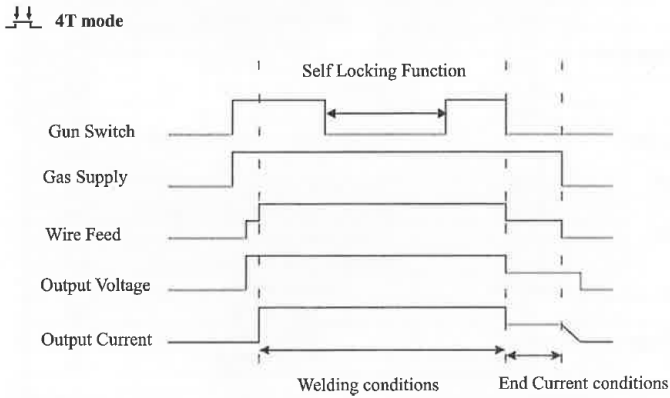 4T mode
Self Locking Function
Gun Switch
Gas Supply
Wire Feed
Output Voltage
Output Current
Welding conditions
End Current conditions